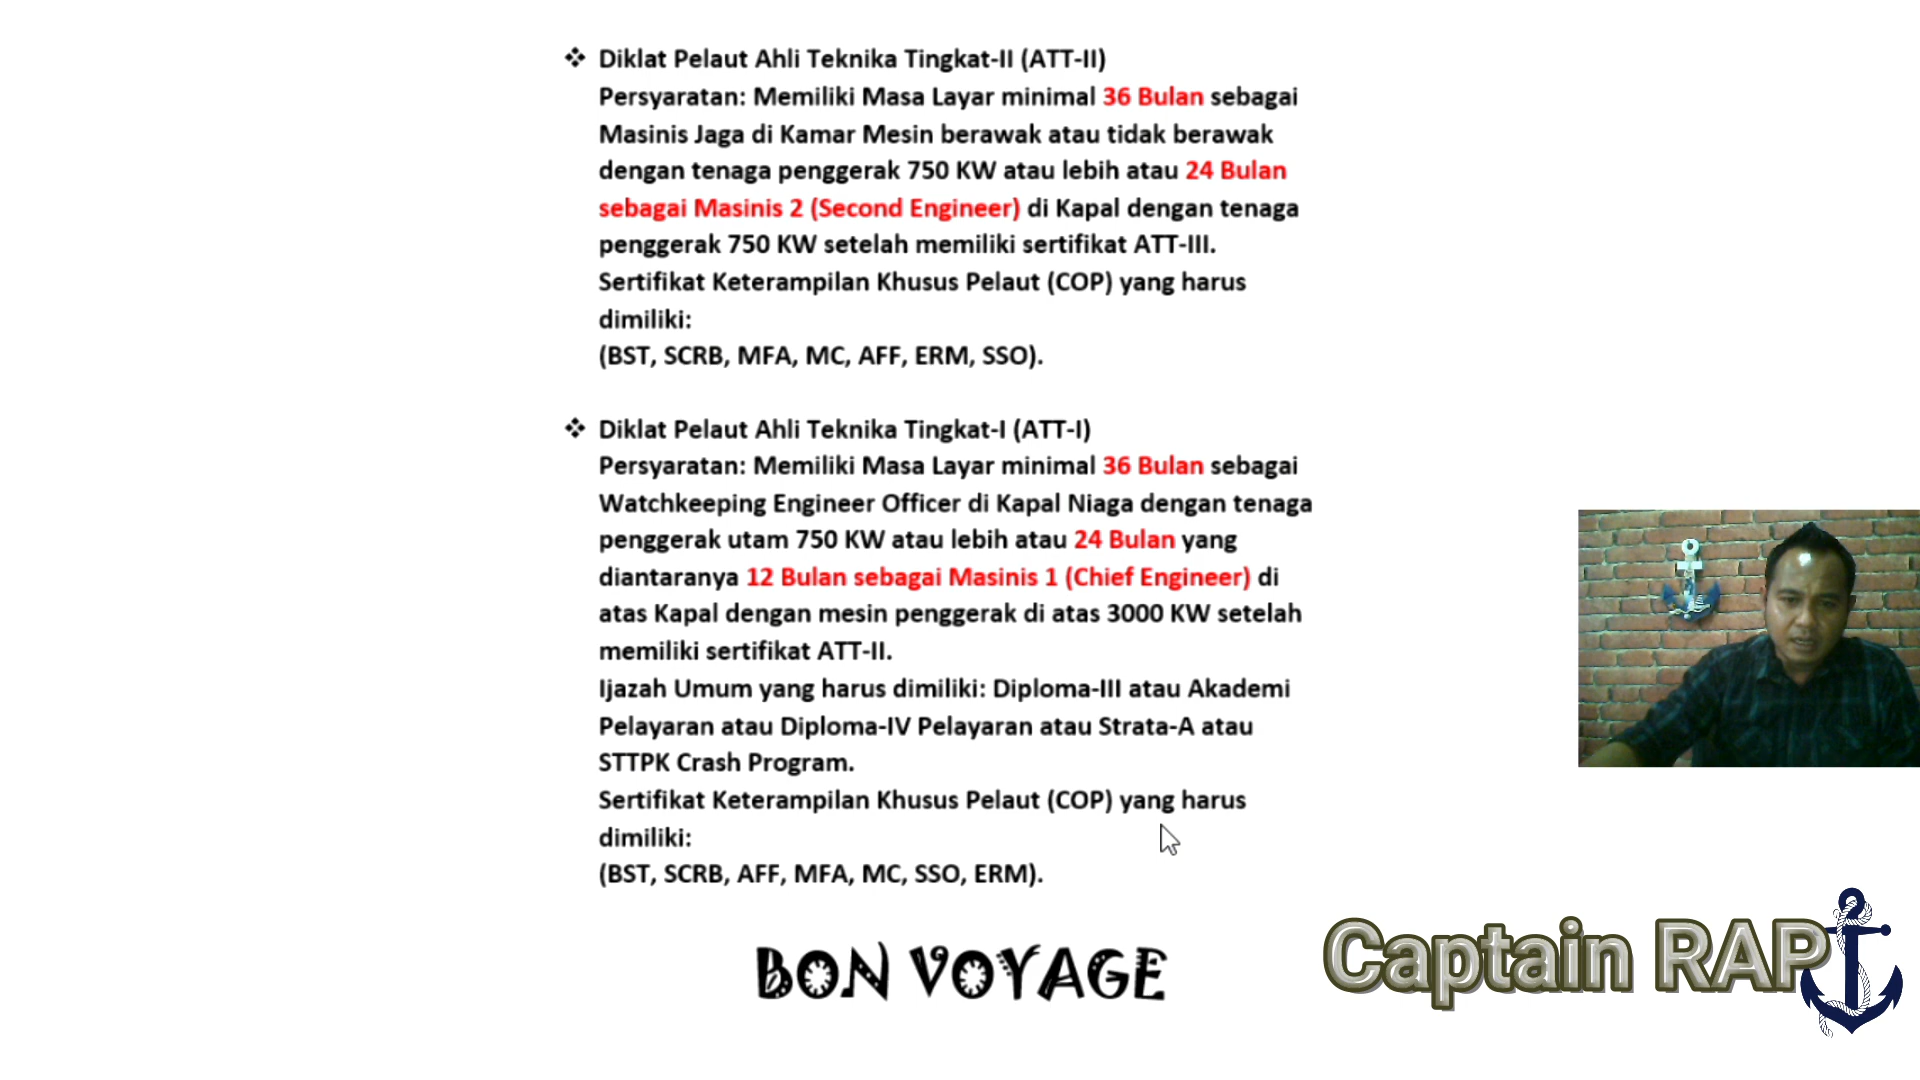 ❖ Diklat Pelaut Ahli Teknika Tingkat-II (ATT-II)
Persyaratan: Memiliki Masa Layar minimal 36 Bulan sebagai
Masinis Jaga di Kamar Mesin berawak atau tidak berawak
dengan tenaga penggerak 750 KW atau lebih atau 24 Bulan
sebagai Masinis 2 (Second Engineer) di Kapal dengan tenaga
penggerak 750 KW setelah memiliki sertifikat ATT-III.
Sertifikat Keterampilan Khusus Pelaut (COP) yang harus
dimiliki:
(BST, SCRB, MFA, MC, AFF, ERM, SSO).
❖ Diklat Pelaut Ahli Teknika Tingkat-I (ATT-I)
Persyaratan: Memiliki Masa Layar minimal 36 Bulan sebagai
Watchkeeping Engineer Officer di Kapal Niaga dengan tenaga
penggerak utam 750 KW atau lebih atau 24 Bulan yang
diantaranya 12 Bulan sebagai Masinis 1 (Chief Engineer) di
atas Kapal dengan mesin penggerak di atas 3000 KW setelah
memiliki sertifikat ATT-II.
Ijazah Umum yang harus dimiliki: Diploma-III atau Akademi
Pelayaran atau Diploma-IV Pelayaran atau Strata-A atau
STTPK Crash Program.
Sertifikat Keterampilan Khusus Pelaut (COP) yang harus
dimiliki:
(BST, SCRB, AFF, MFA, MC, SSO, ERM).
BON VOYAGE
Captain RAP